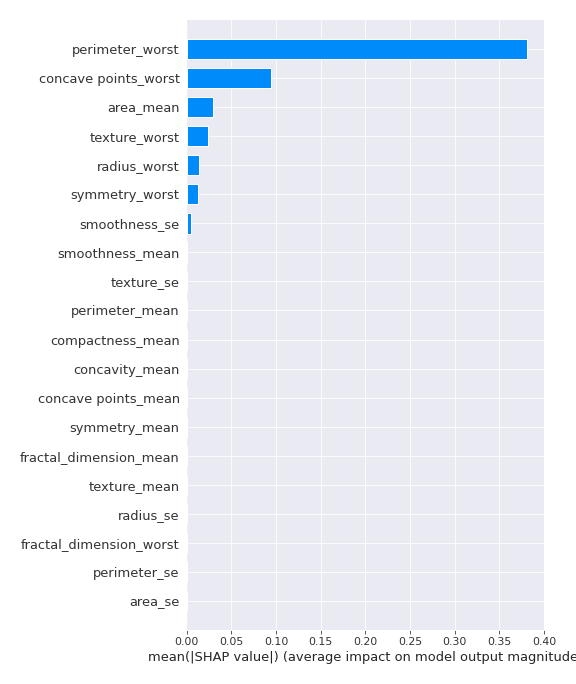 perimeter_worst
concave points_worst
area_mean
texture_worst
radius_worst
symmetry_worst
smoothness_se
smoothness_mean
texture_se
perimeter_mean
compactness_mean
concavity_mean
concave points_mean
symmetry_mean
fractal_dimension_mean
texture_mean
radius_se
fractal_dimension_worst
perimeter_se
area_se
0.00 0.05 0.10 0.15 0.20 0.25 0.30 0.35 0.40
mean(|SHAP value|) (average impact on model output magnitude